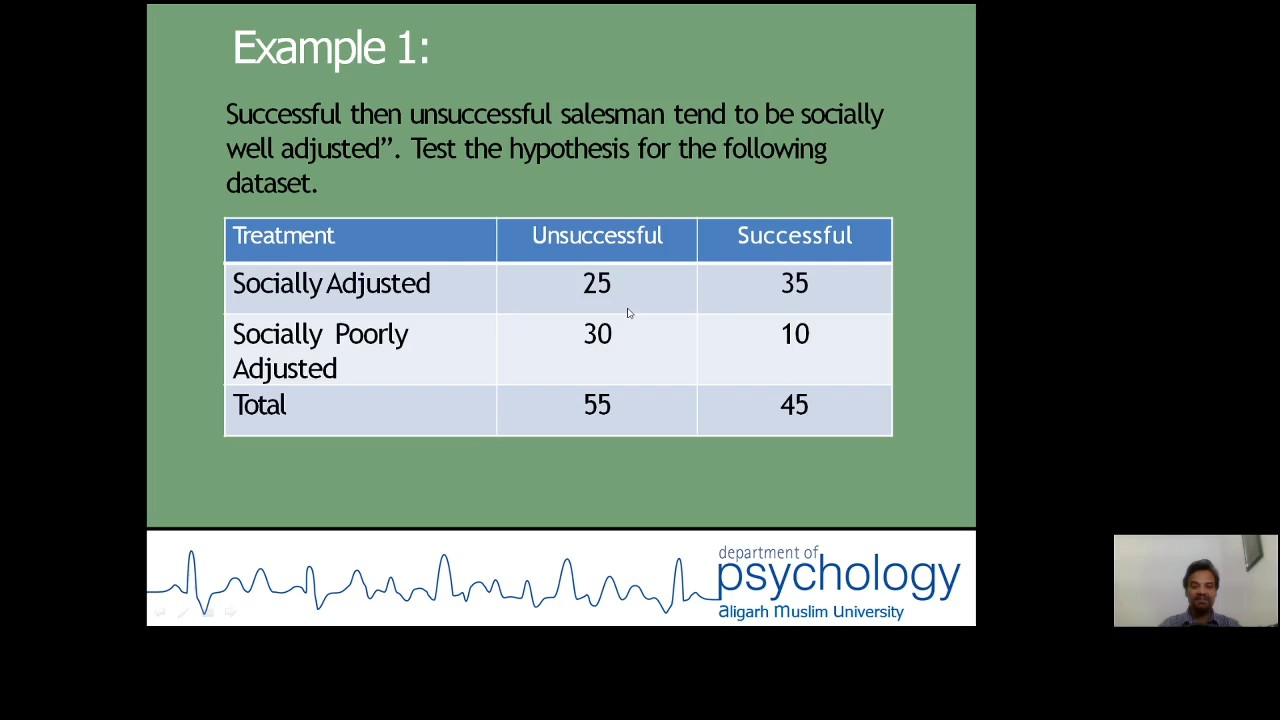 Example 1:
Successful then unsuccessful salesman tend to be socially
well adjusted”. Test the hypothesis for the following
dataset.
Treatment Unsuccessful Successful
Socially Adjusted 25 35
Socially Poorly 30 10
Adjusted
Total 55 45
department of
psychology
Aligarh Muslim University